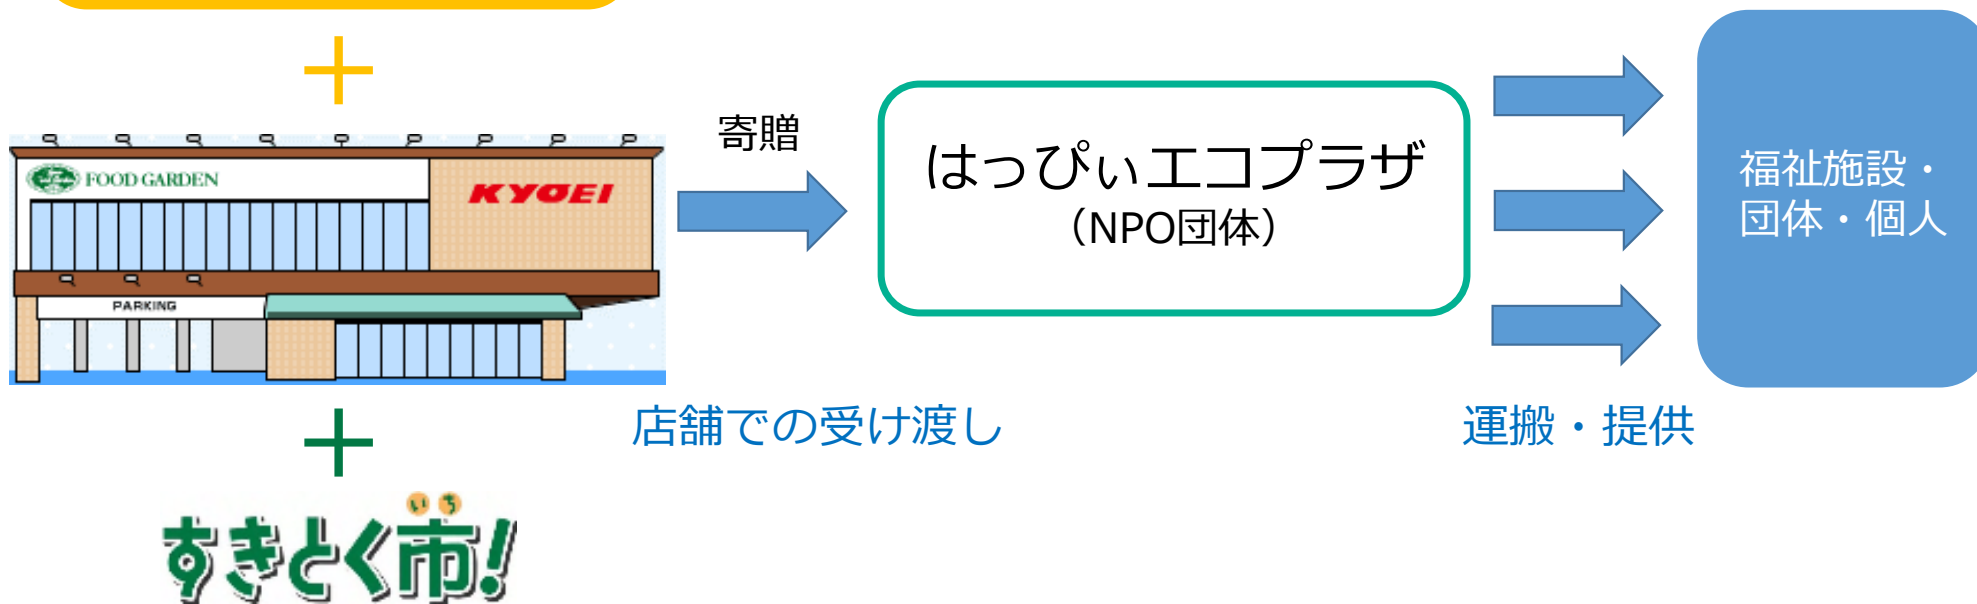 寄贈
FOOD GARDEN
KYOEI
PARKING
はっぴぃエコプラザ
（NPO団体）
福祉施設・
団体・個人
店舗での受け渡し
運搬・提供
いち
すきとく市!